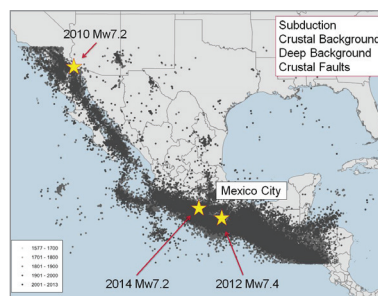 2010 Mw7.2
Subduction
Crustal Background
Deep Background
Crustal Faults
Mexico City
2014 Mw7.2
2012 Mw7.4
1577 - 1700
1701 - 1800
1801 - 1900
1901 - 2000
2001 - 2013